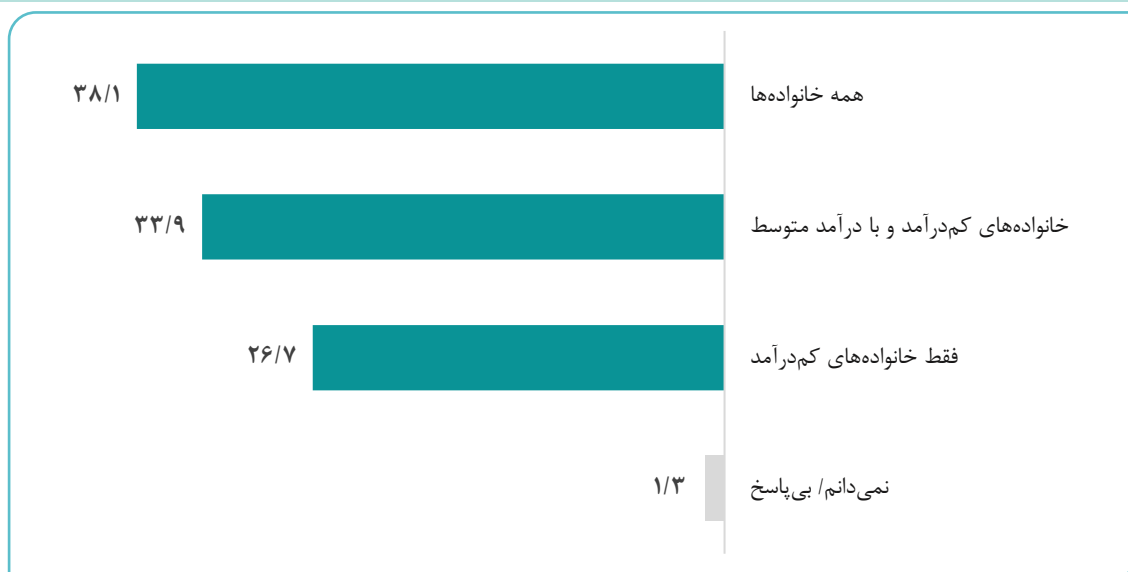 همه خانواده‌ها
۳۸/۱
خانواده‌های کم‌درآمد و با درآمد متوسط
۳۳/۹
فقط خانواده‌های کم‌درآمد
۲۶/۷
نمی‌دانم/ بی‌پاسخ
۱/۳